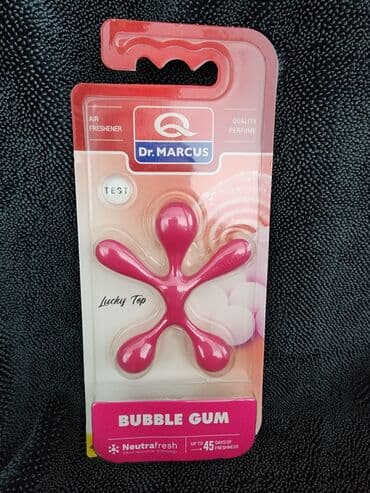 AIR
FRESHENER
QUALITY
PERFUME
Dr. MARCUS
TEST
Lucky Top
BUBBLE GUM
Neutrafresh
UP TO 45 DAYS OF
FRESHNESS